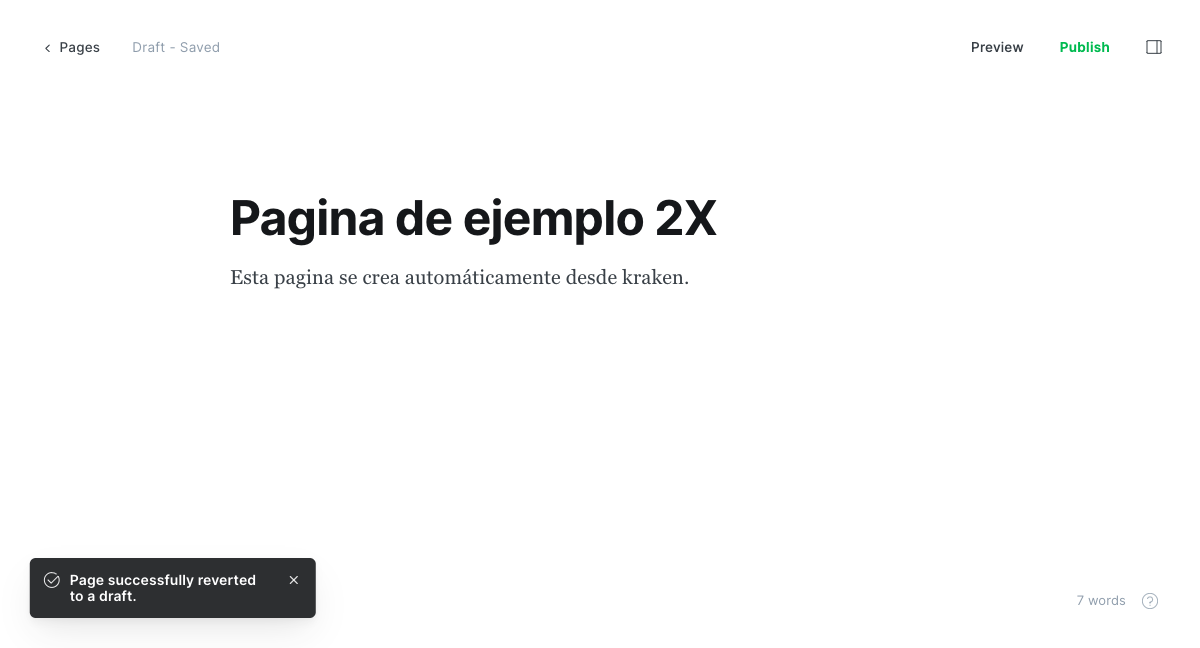 Pages
Draft - Saved
Preview
Publish
Pagina de ejemplo 2X
Esta pagina se crea automáticamente desde kraken.
Page successfully reverted
to a draft.
7 words
?